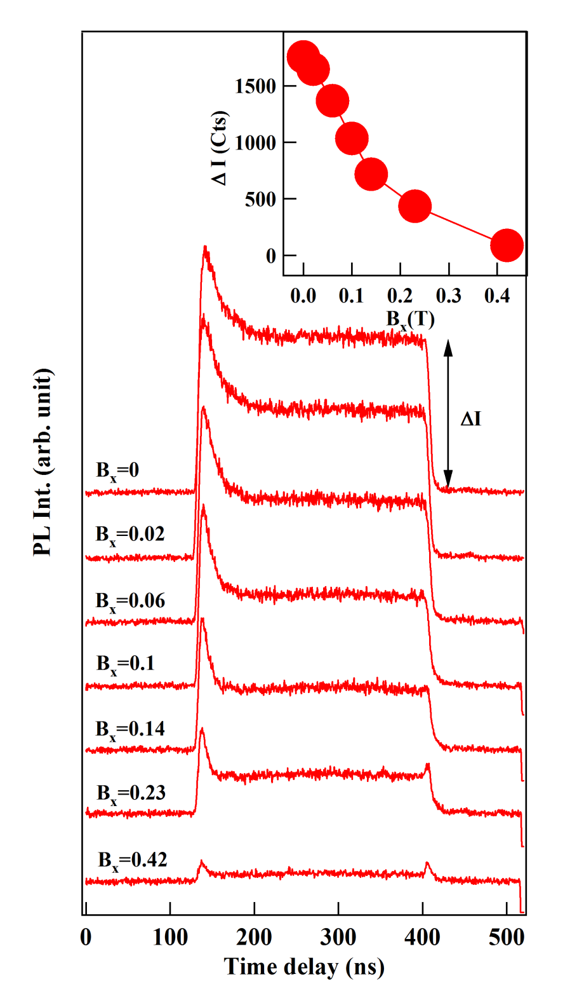 1500
1000
500
0
Δ I (Cts)
0.0 0.1 0.2 0.3 0.4
Bx(T)
ΔI
PL Int. (arb. unit)
Bx=0
Bx=0.02
Bx=0.06
Bx=0.1
Bx=0.14
Bx=0.23
Bx=0.42
0 100 200 300 400 500
Time delay (ns)